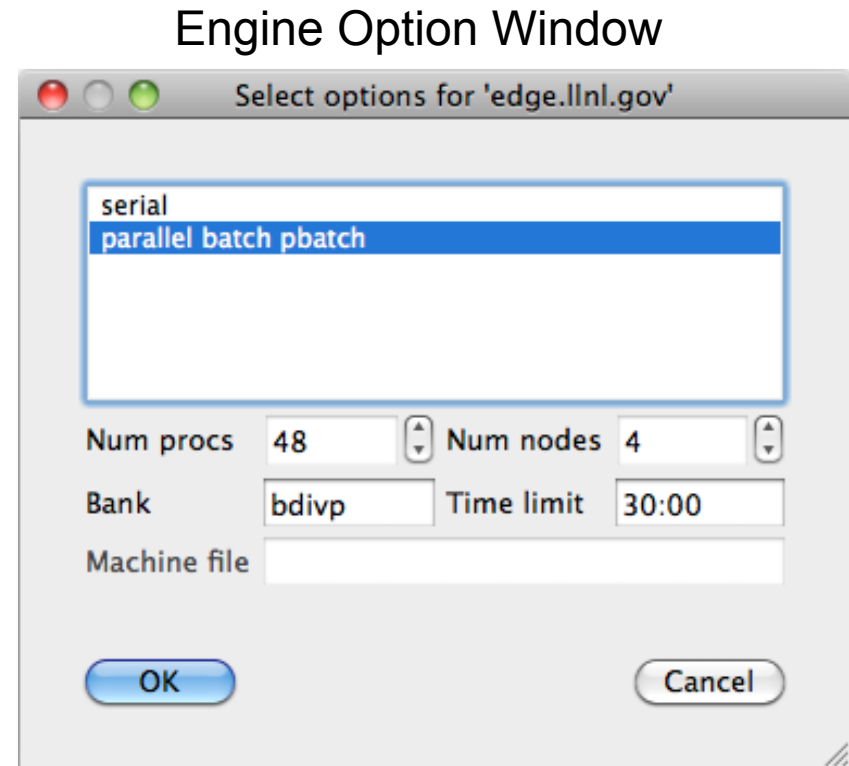 Engine Option Window
Select options for 'edge.llnl.gov'
serial
parallel batch pbatch
Num procs 48 Num nodes 4
Bank bdivp Time limit 30:00
Machine file
OK Cancel